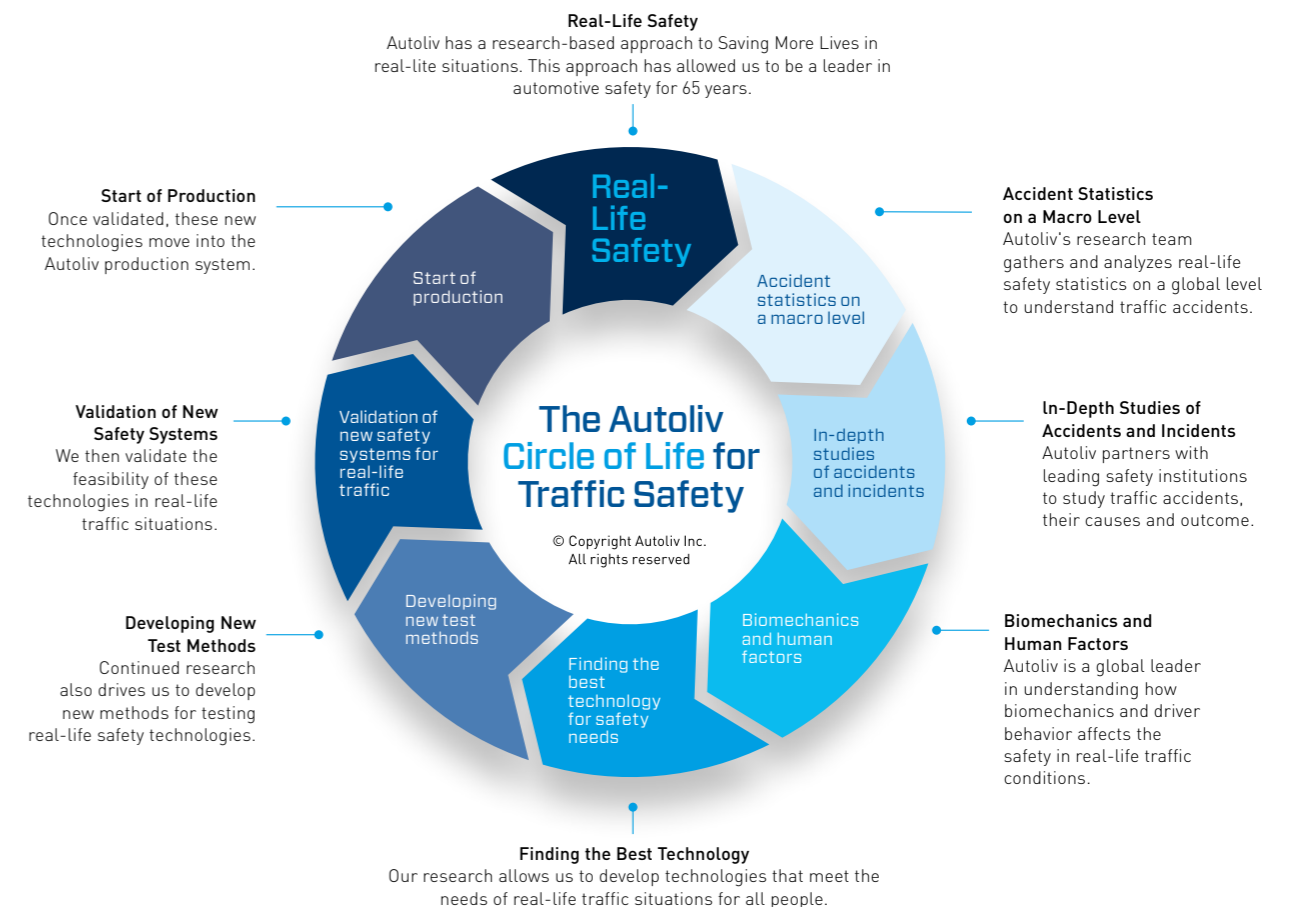 Real-Life Safety
Autoliv has a research-based approach to Saving More Lives in
real-lite situations. This approach has allowed us to be a leader in
automotive safety for 65 years.
Real-
Life
Safety
Accident Statistics
on a Macro Level
Autoliv's research team
gathers and analyzes real-life
safety statistics on a global level
to understand traffic accidents.
Accident
statistics on
a macro level
In-Depth Studies of
Accidents and Incidents
Autoliv partners with
leading safety institutions
to study traffic accidents,
their causes and outcome.
In-depth
studies
of accidents
and incidents
Biomechanics and
Human Factors
Autoliv is a global leader
in understanding how
biomechanics and driver
behavior affects the
safety in real-life traffic
conditions.
Biomechanics
and human
factors
Finding the
best
technology
for safety
needs
Finding the Best Technology
Our research allows us to develop technologies that meet the
needs of real-life traffic situations for all people.
Developing New
Test Methods
Continued research
also drives us to develop
new methods for testing
real-life safety technologies.
Developing
new test
methods
Validation of New
Safety Systems
We then validate the
feasibility of these
technologies in real-life
traffic situations.
Validation of
new safety
systems for
real-life
traffic
Start of Production
Once validated, these new
technologies move into the
Autoliv production system.
Start of
production
The Autoliv
Circle of Life for
Traffic Safety
© Copyright Autoliv Inc.
All rights reserved